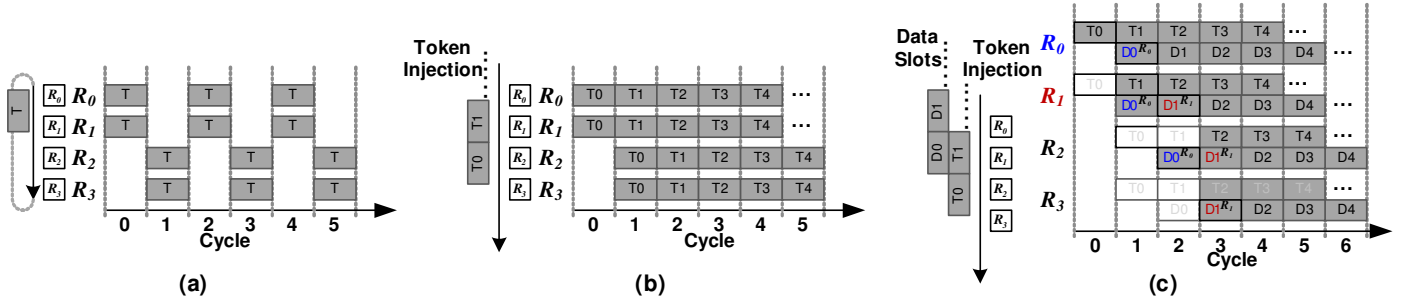 T
R0 R0
R1 R1
R2 R2
R3 R3
T T T
T T T
T T T
T T T
0 1 2 3 4 5
Cycle
(a)
Token
Injection
T1
T0
R0 R0
R1 R1
R2 R2
R3 R3
T0 T1 T2 T3 T4 ...
T0 T1 T2 T3 T4 ...
T0 T1 T2 T3 T4
T0 T1 T2 T3 T4
0 1 2 3 4 5
Cycle
(b)
Data
Slots
Token
Injection
D1
D0
T1
T0
R0
R1
R2
R3
R0
T0 T1 T2 T3 T4 ...
D0R0 D1 D2 D3 D4 ...
R1
T0 T1 T2 T3 T4 ...
D0R0 D1R1 D2 D3 D4 ...
R2
T0 T1 T2 T3 T4 ...
D0R0 D1R1 D2 D3 D4
R3
T0 T1 T2 T3 T4 ...
D0 D1R1 D2 D3 D4
0 1 2 3 4 5 6
Cycle
(c)